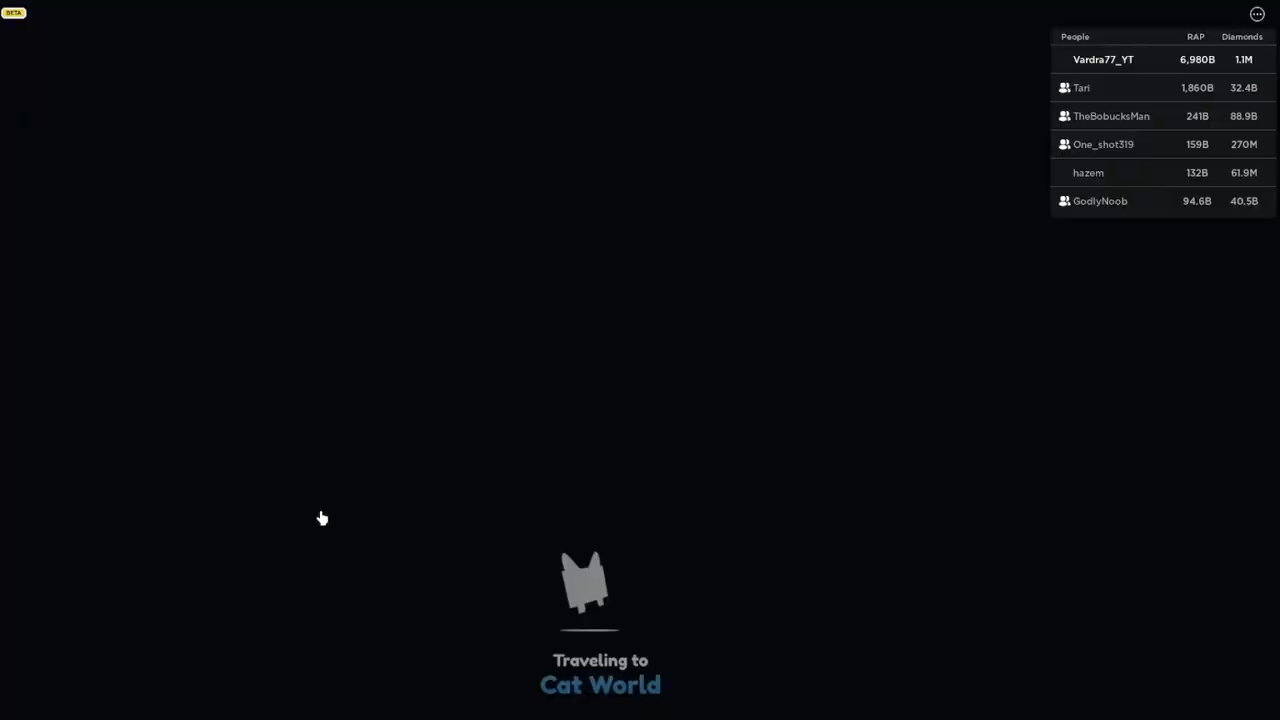 BETA
People RAP Diamonds
Vardra77_YT 6,980B 1.1M
Tari 1,860B 32.4B
TheBobucksMan 241B 88.9B
One_shot319 159B 270M
hazem 132B 61.9M
GodlyNoob 94.6B 40.5B
Traveling to
Cat World